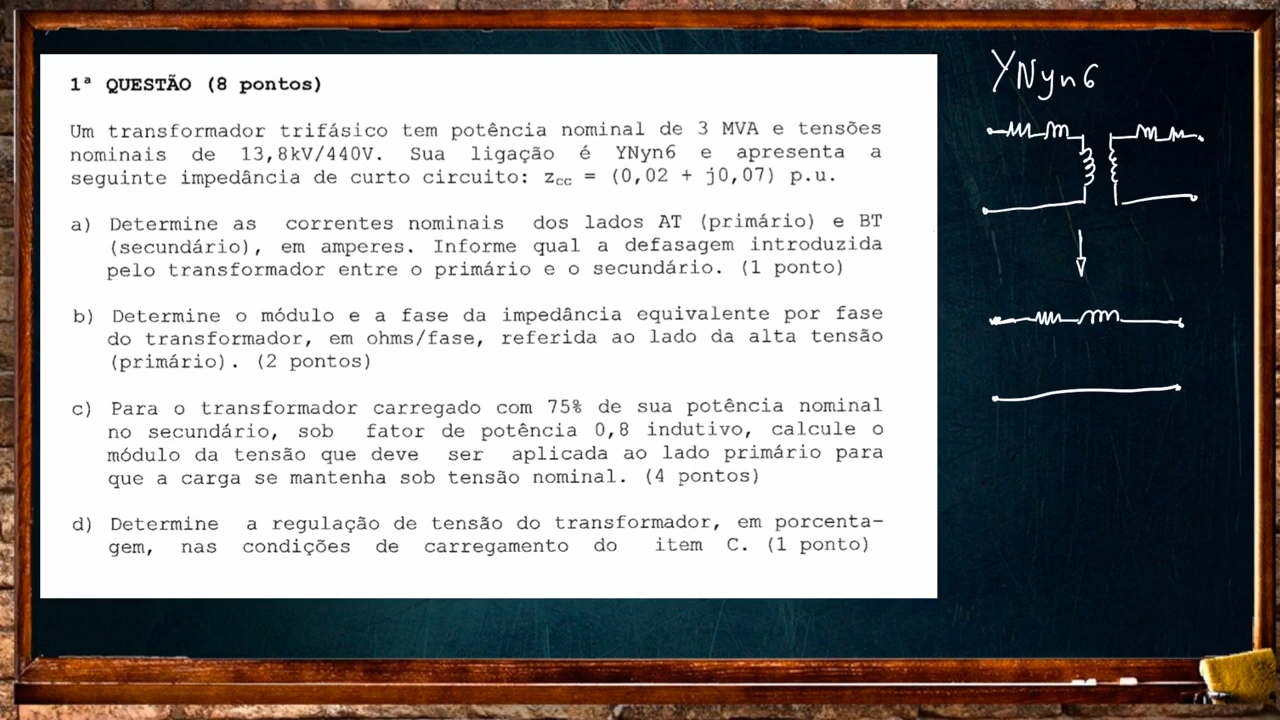 1ª QUESTÃO (8 pontos)
Um transformador trifásico tem potência nominal de 3 MVA e tensões
nominais de 13,8kV/440V. Sua ligação é YNyn6 e apresenta a
seguinte impedância de curto circuito: zcc = (0,02 + j0,07) p.u.
a) Determine as correntes nominais dos lados AT (primário) e BT
(secundário), em amperes. Informe qual a defasagem introduzida
pelo transformador entre o primário e o secundário. (1 ponto)
b) Determine o módulo e a fase da impedância equivalente por fase
do transformador, em ohms/fase, referida ao lado da alta tensão
(primário). (2 pontos)
c) Para o transformador carregado com 75% de sua potência nominal
no secundário, sob fator de potência 0,8 indutivo, calcule o
módulo da tensão que deve ser aplicada ao lado primário para
que a carga se mantenha sob tensão nominal. (4 pontos)
d) Determine a regulação de tensão do transformador, em porcenta-
gem, nas condições de carregamento do item C. (1 ponto)
YNyn6